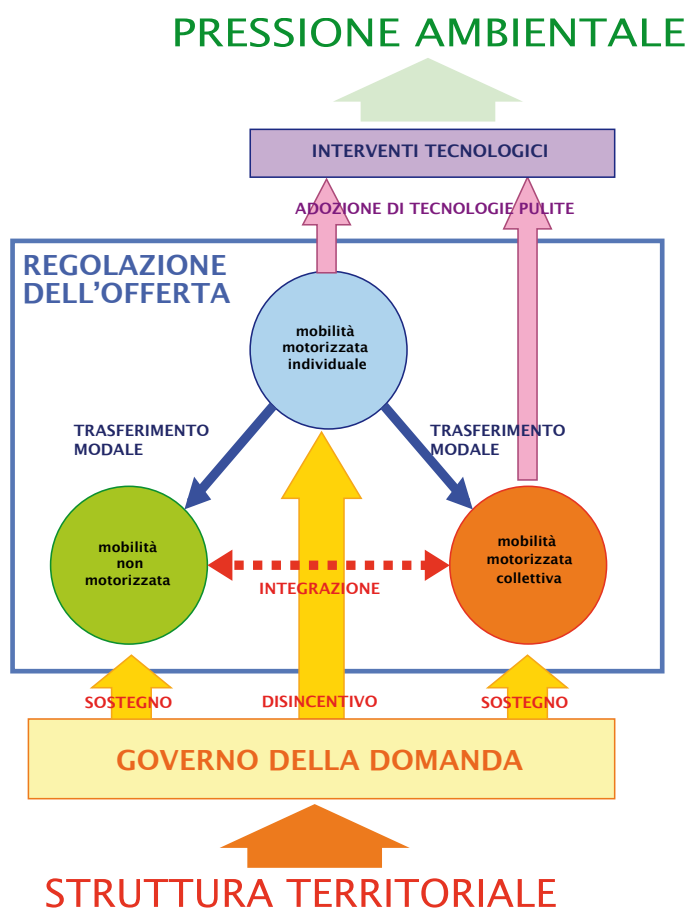 PRESSIONE AMBIENTALE
INTERVENTI TECNOLOGICI
ADOZIONE DI TECNOLOGIE PULITE
REGOLAZIONE
DELL’OFFERTA
mobilità
motorizzata
individuale
TRASFERIMENTO
MODALE
TRASFERIMENTO
MODALE
mobilità
non
motorizzata
mobilità
motorizzata
collettiva
INTEGRAZIONE
SOSTEGNO
DISINCENTIVO
SOSTEGNO
GOVERNO DELLA DOMANDA
STRUTTURA TERRITORIALE